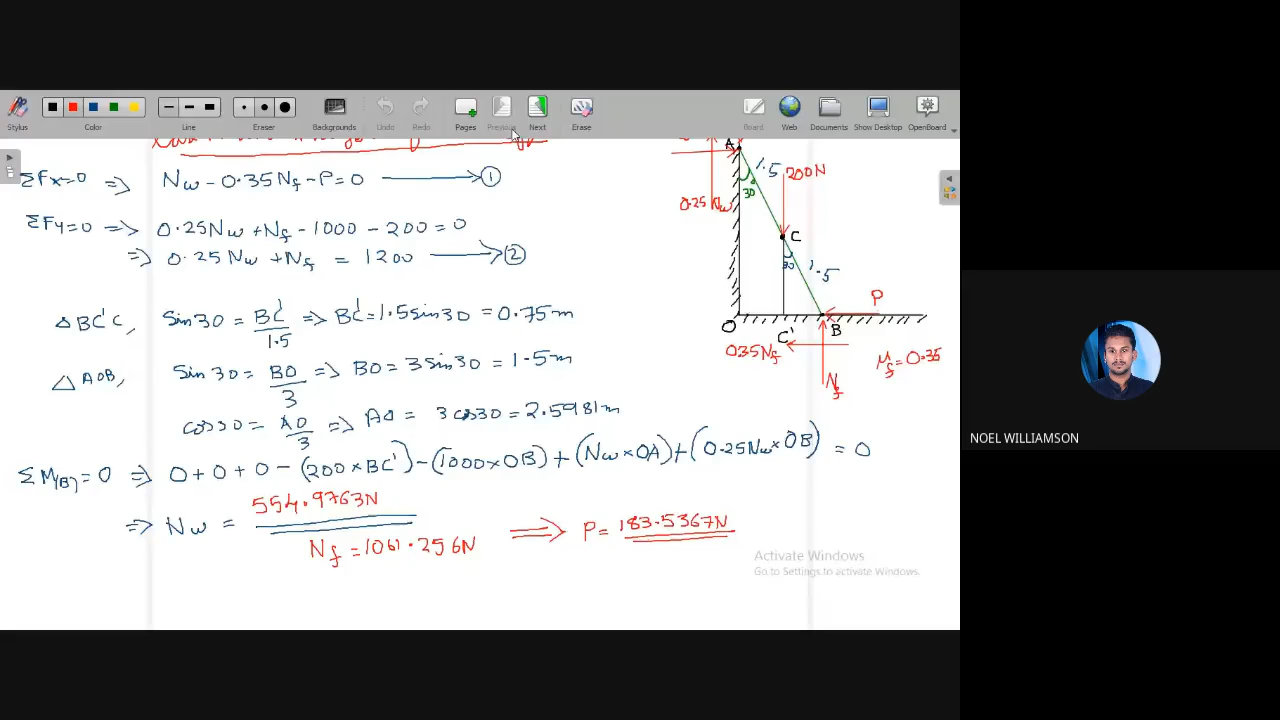 Stylus Color Line Eraser Backgrounds Undo Redo Pages Previous Next Erase Board Web Documents Show Desktop OpenBoard
ΣFx=0 ⟹ Nw - 0.35Nf - P = 0 ⟶ ①
ΣFy=0 ⟹ 0.25Nw + Nf - 1000 - 200 = 0
⟹ 0.25Nw + Nf = 1200 ⟶ ②
△BC'C, Sin30 = BC'/1.5 ⟹ BC' = 1.5sin30 = 0.75m
△AOB, Sin30 = BO/3 ⟹ BO = 3sin30 = 1.5m
cos30 = AO/3 ⟹ AO = 3cos30 = 2.5981m
ΣM(B)=0 ⟹ 0+0+0 - (200×BC') - (1000×OB) + (Nw×OA) + (0.25Nw×OB) = 0
⟹ Nw = 554.9763N
Nf = 1061.256N ⟹ P = 183.5367N
A
1.5
200N
30
0.25 Nw
C
30
1.5
P
O
C'
B
0.35Nf
μf = 0.35
Nf
Activate Windows
Go to Settings to activate Windows.
NOEL WILLIAMSON